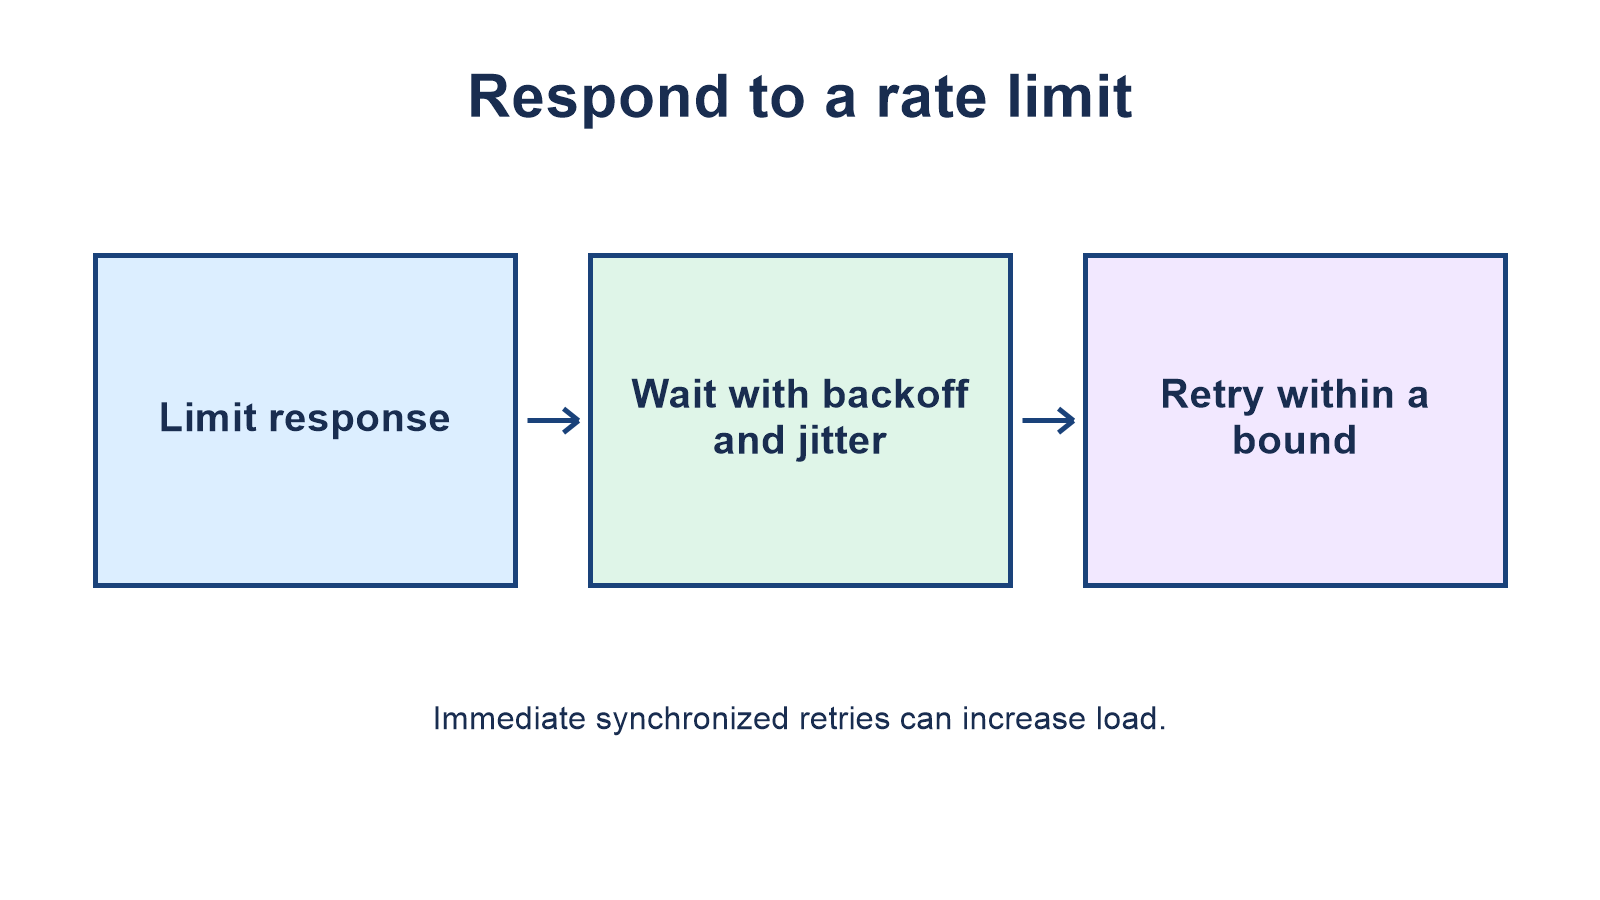 Respond to a rate limit
Limit response
Wait with backoff
and jitter
Retry within a
bound
Immediate synchronized retries can increase load.